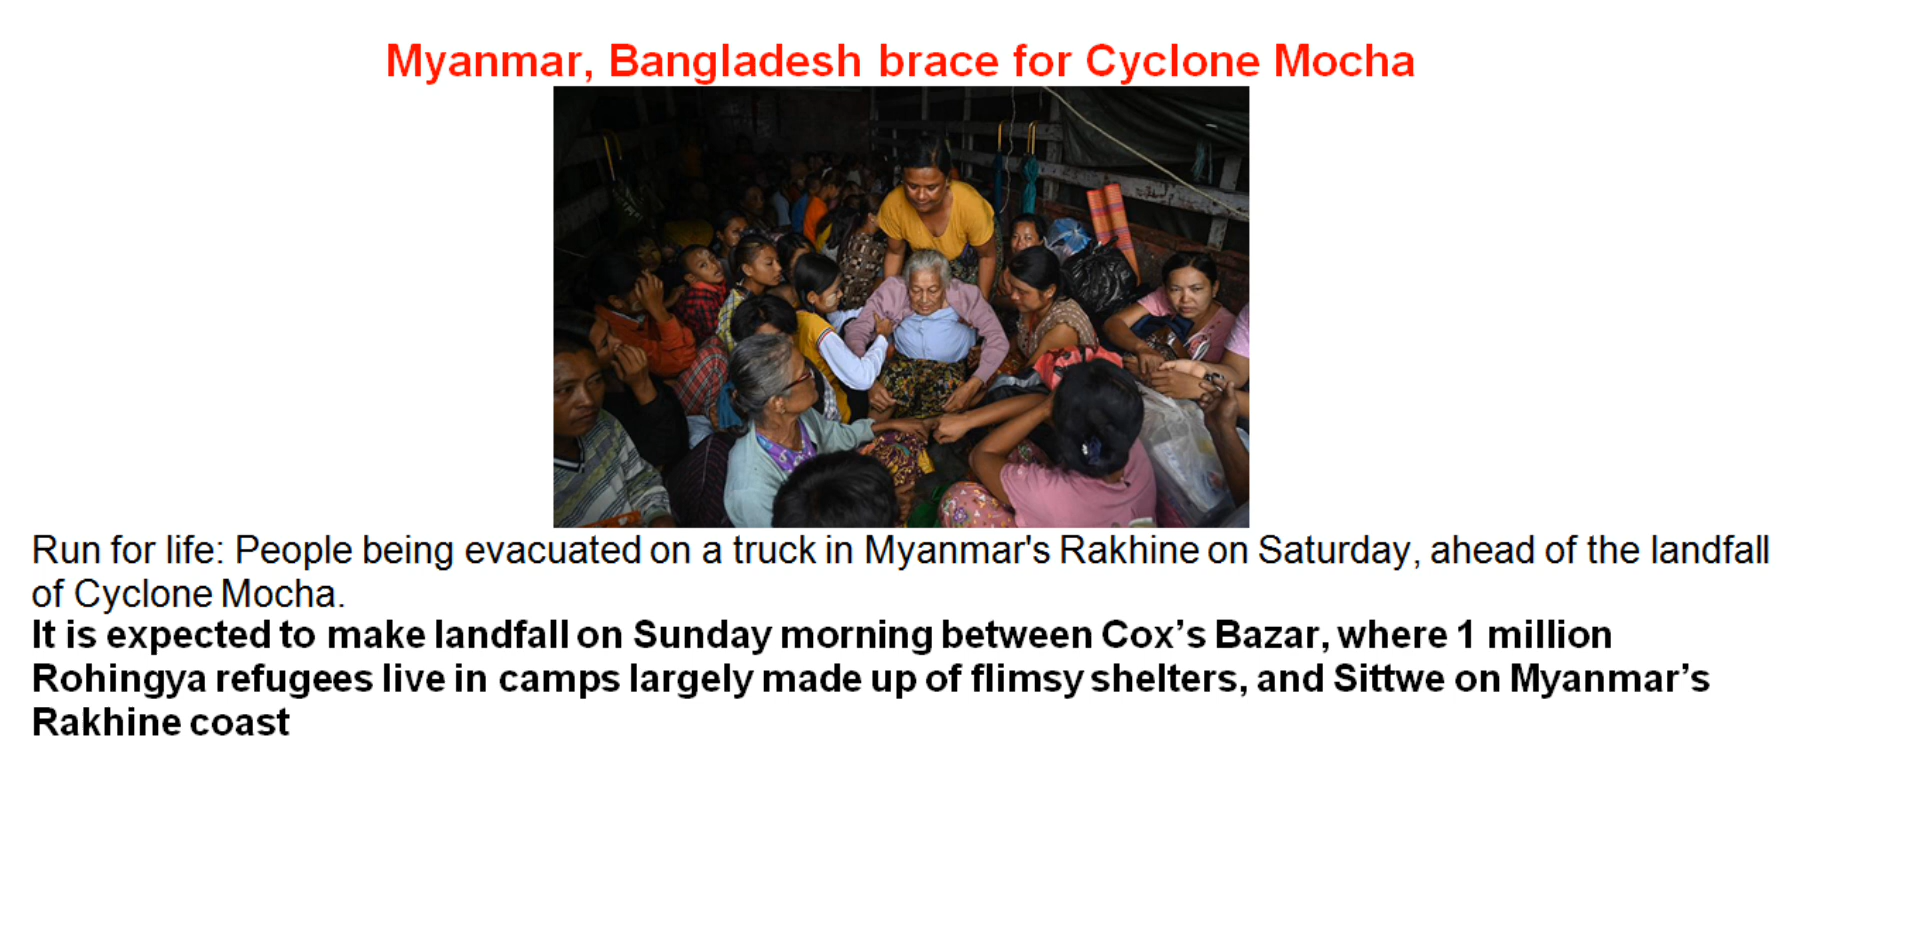 Myanmar, Bangladesh brace for Cyclone Mocha
Run for life: People being evacuated on a truck in Myanmar's Rakhine on Saturday, ahead of the landfall
of Cyclone Mocha.
It is expected to make landfall on Sunday morning between Cox’s Bazar, where 1 million
Rohingya refugees live in camps largely made up of flimsy shelters, and Sittwe on Myanmar’s
Rakhine coast